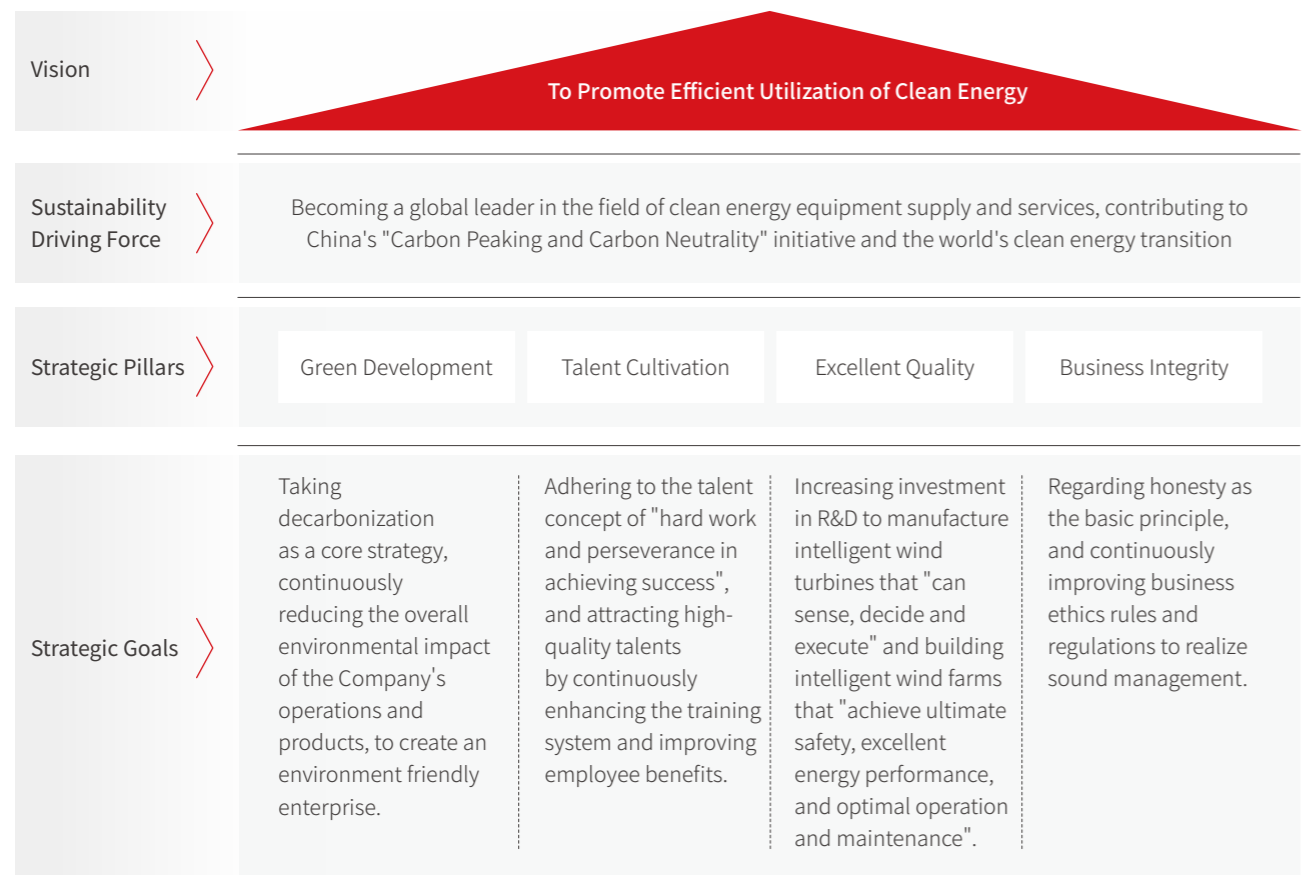 Vision
To Promote Efficient Utilization of Clean Energy
Sustainability
Driving Force
Becoming a global leader in the field of clean energy equipment supply and services, contributing to
China's "Carbon Peaking and Carbon Neutrality" initiative and the world's clean energy transition
Strategic Pillars
Green Development
Talent Cultivation
Excellent Quality
Business Integrity
Strategic Goals
Taking
decarbonization
as a core strategy,
continuously
reducing the overall
environmental impact
of the Company's
operations and
products, to create an
environment friendly
enterprise.
Adhering to the talent
concept of "hard work
and perseverance in
achieving success",
and attracting high-
quality talents
by continuously
enhancing the training
system and improving
employee benefits.
Increasing investment
in R&D to manufacture
intelligent wind
turbines that "can
sense, decide and
execute" and building
intelligent wind farms
that "achieve ultimate
safety, excellent
energy performance,
and optimal operation
and maintenance".
Regarding honesty as
the basic principle,
and continuously
improving business
ethics rules and
regulations to realize
sound management.